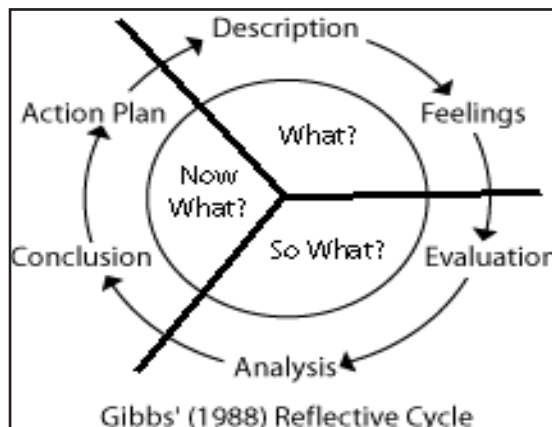 Description
Action Plan
Feelings
What?
Now
What?
So What?
Conclusion
Evaluation
Analysis
Gibbs' (1988) Reflective Cycle